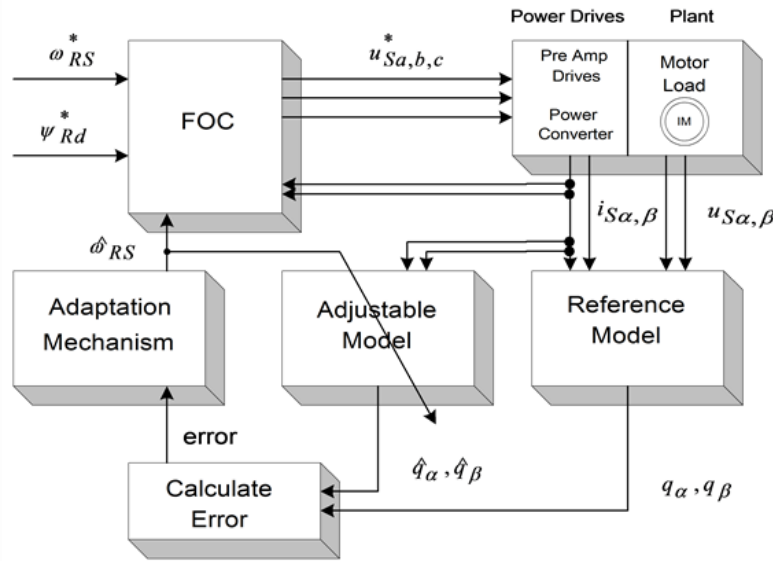 Power Drives Plant
ω*RS
u*Sa,b,c
Pre Amp
Drives
Motor
Load
FOC
Power
Converter
IM
ψ*Rd
iSα,β
uSα,β
ω̂RS
Adaptation
Mechanism
Adjustable
Model
Reference
Model
error
q̂α , q̂β
qα , qβ
Calculate
Error